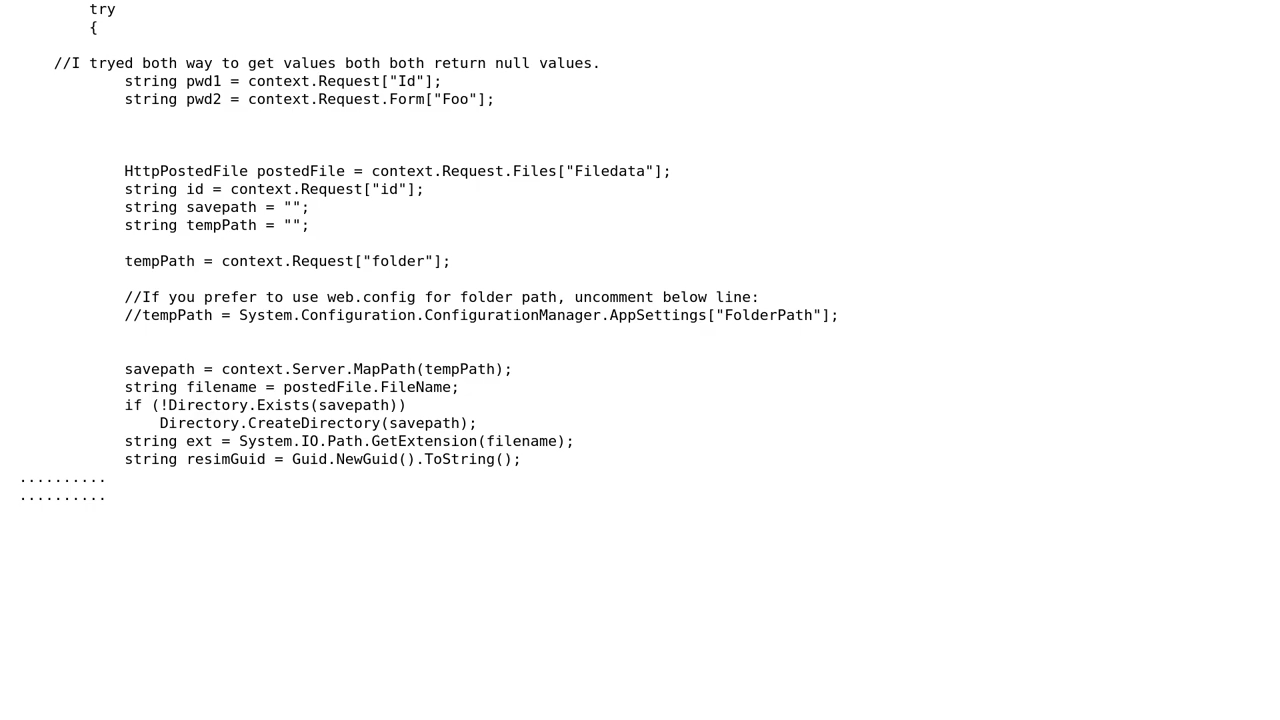 try
{
//I tryed both way to get values both both return null values.
string pwd1 = context.Request["Id"];
string pwd2 = context.Request.Form["Foo"];
HttpPostedFile postedFile = context.Request.Files["Filedata"];
string id = context.Request["id"];
string savepath = "";
string tempPath = "";
tempPath = context.Request["folder"];
//If you prefer to use web.config for folder path, uncomment below line:
//tempPath = System.Configuration.ConfigurationManager.AppSettings["FolderPath"];
savepath = context.Server.MapPath(tempPath);
string filename = postedFile.FileName;
if (!Directory.Exists(savepath))
Directory.CreateDirectory(savepath);
string ext = System.IO.Path.GetExtension(filename);
string resimGuid = Guid.NewGuid().ToString();
..........
..........